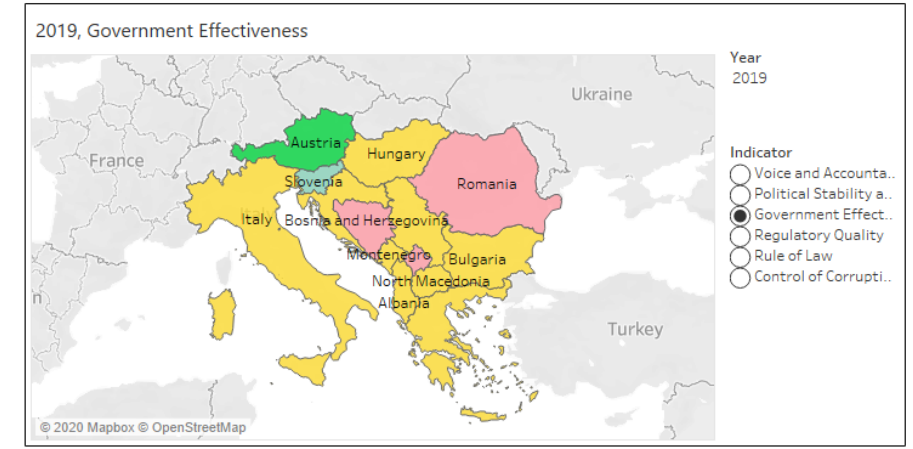 2019, Government Effectiveness
Year
2019
Ukraine
Austria
Hungary
France
Slovenia
Romania
Italy
Bosnia and Herzegovina
Montenegro
Bulgaria
North Macedonia
Albania
Turkey
n
© 2020 Mapbox © OpenStreetMap
Indicator
Voice and Accounta..
Political Stability a..
Government Effect..
Regulatory Quality
Rule of Law
Control of Corrupti..